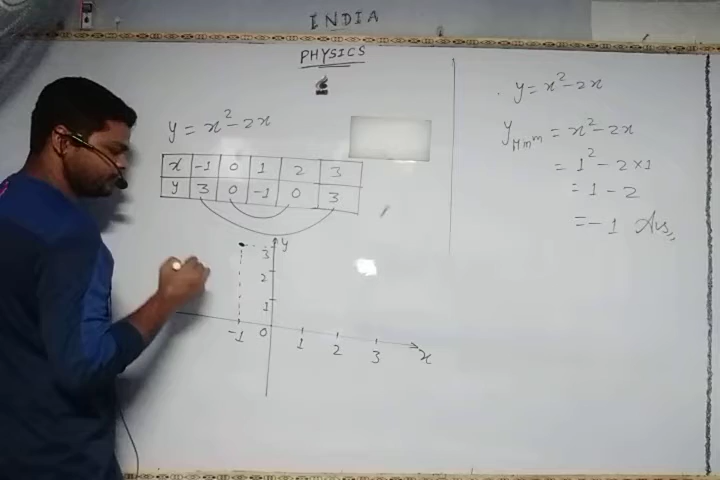 INDIA
PHYSICS
y = x² - 2x
x -1 0 1 2 3
y 3 0 -1 0 3
y
3
2
1
-1 0 1 2 3 x
y = x² - 2x
y Minᵐ = x² - 2x
= 1² - 2×1
= 1 - 2
= -1 Ans,